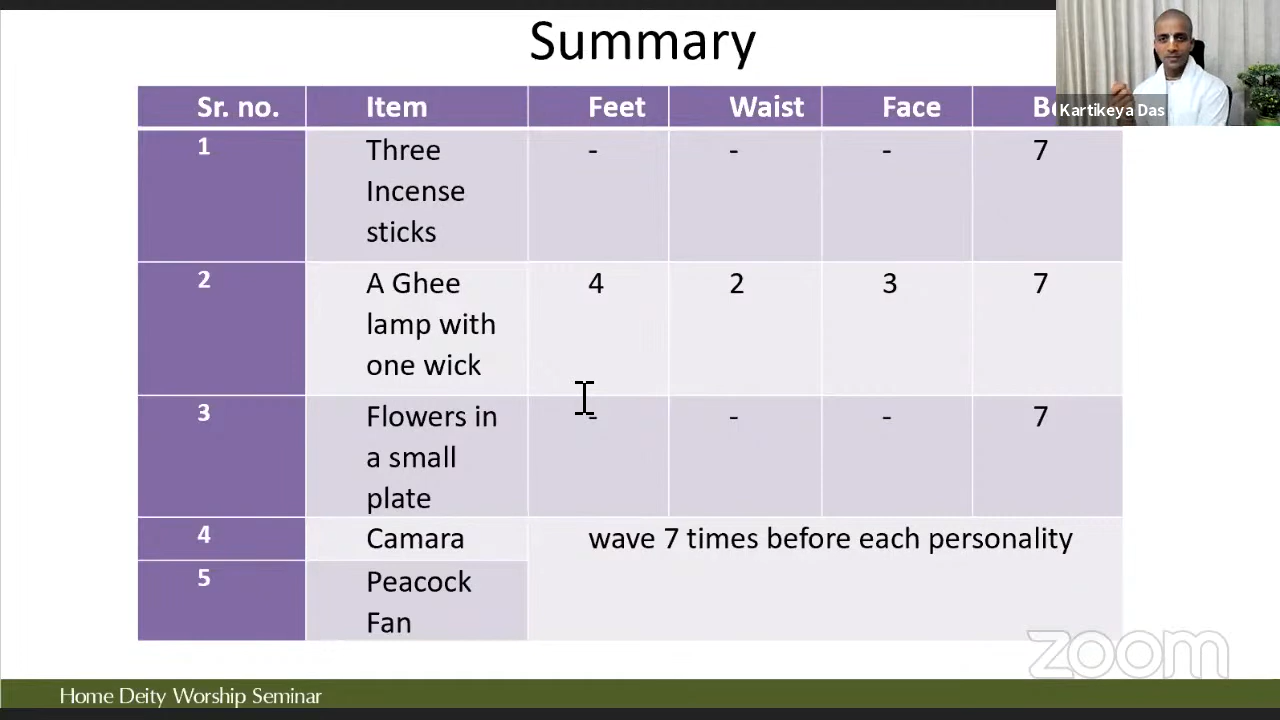 Summary
Sr. no. Item Feet Waist Face
Kartikeya Das
1 Three - - - 7
Incense
sticks
2 A Ghee 4 2 3 7
lamp with
one wick
3 Flowers in - - - 7
a small
plate
4 Camara wave 7 times before each personality
5 Peacock
Fan
zoom
Home Deity Worship Seminar